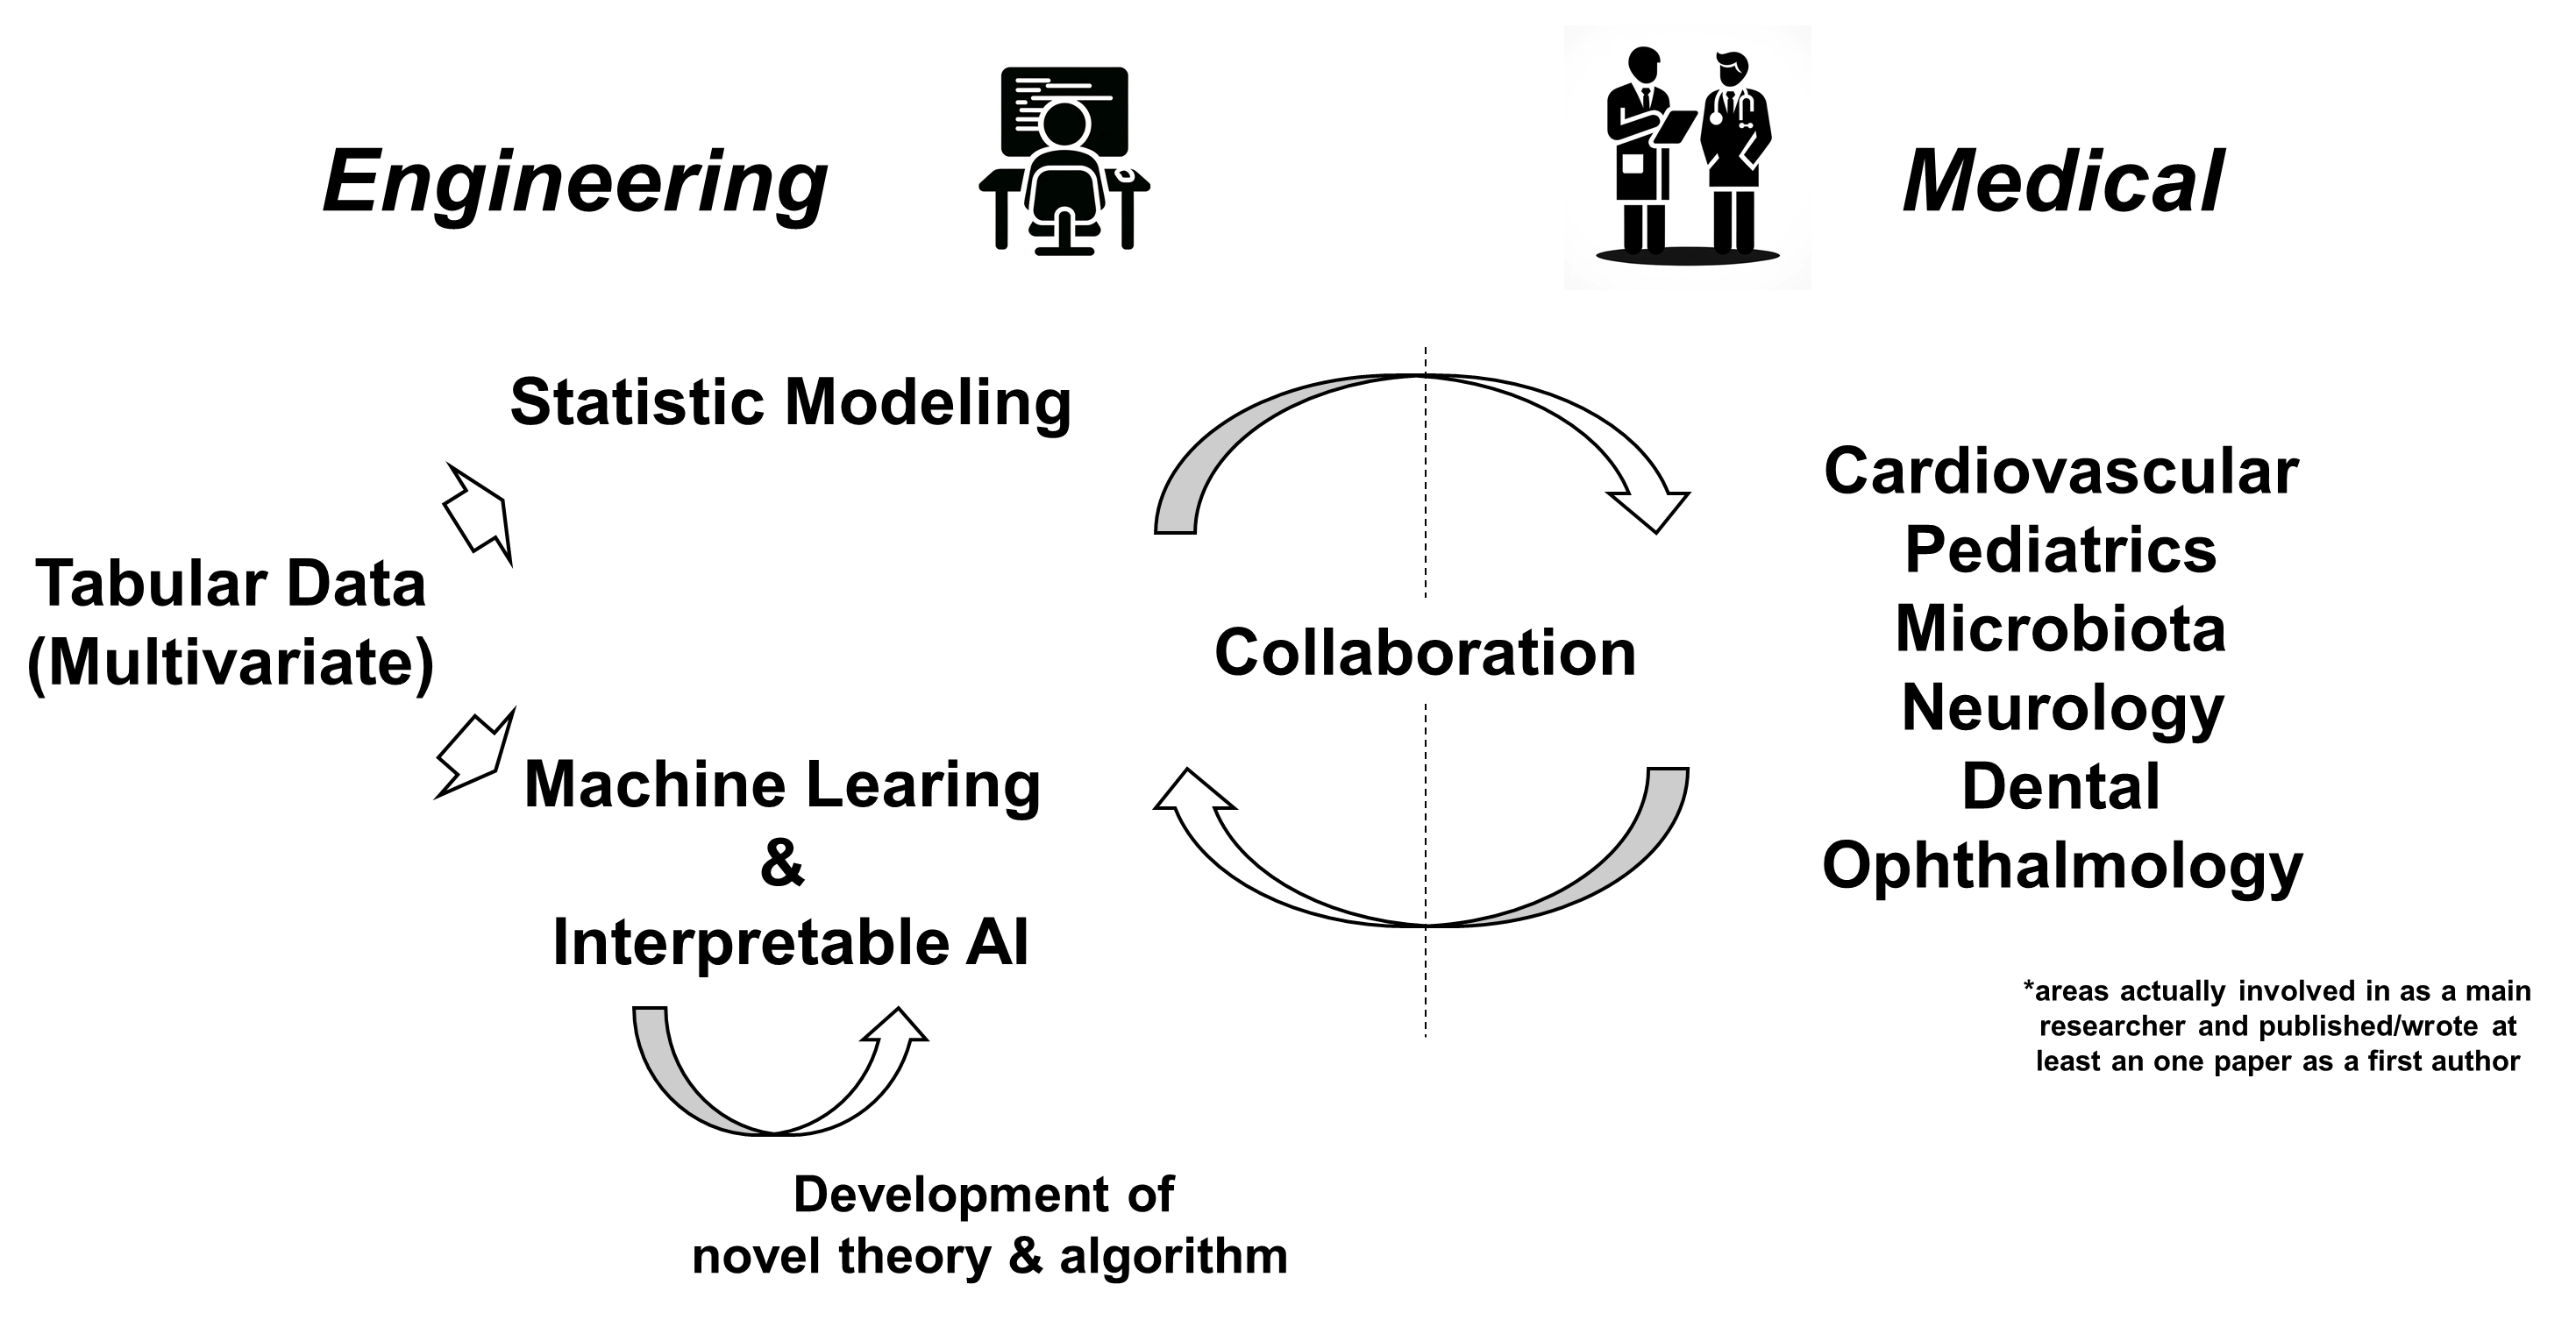 Engineering
Medical
Statistic Modeling
Tabular Data
(Multivariate)
Machine Learing
&
Interpretable AI
Development of
novel theory & algorithm
Collaboration
Cardiovascular
Pediatrics
Microbiota
Neurology
Dental
Ophthalmology
*areas actually involved in as a main
researcher and published/wrote at
least an one paper as a first author